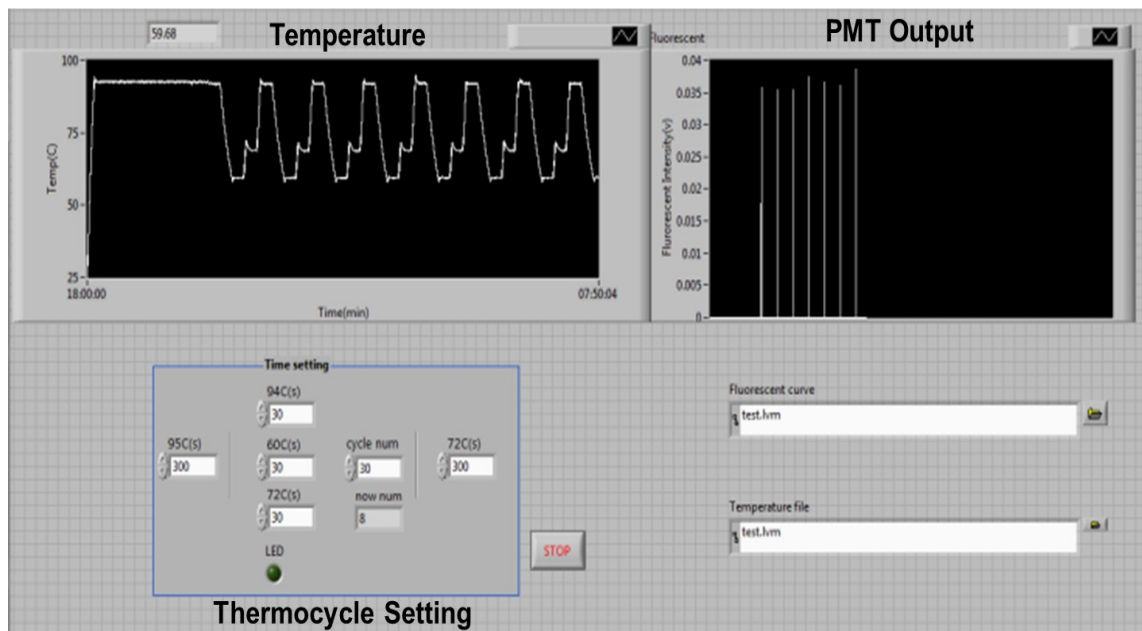 59.68
Temperature
100
75
50
25
Temp(C)
18:00:00
07:50:04
Time(min)
Fluorescent
PMT Output
0.04
0.035
0.03
0.025
0.02
0.015
0.01
0.005
0
Flurorescent Intensity(v)
Time setting
94C(s)
30
95C(s)
300
60C(s)
30
cycle num
30
72C(s)
300
72C(s)
30
now num
8
LED
STOP
Thermocycle Setting
Fluorescent curve
test.lvm
Temperature file
test.lvm